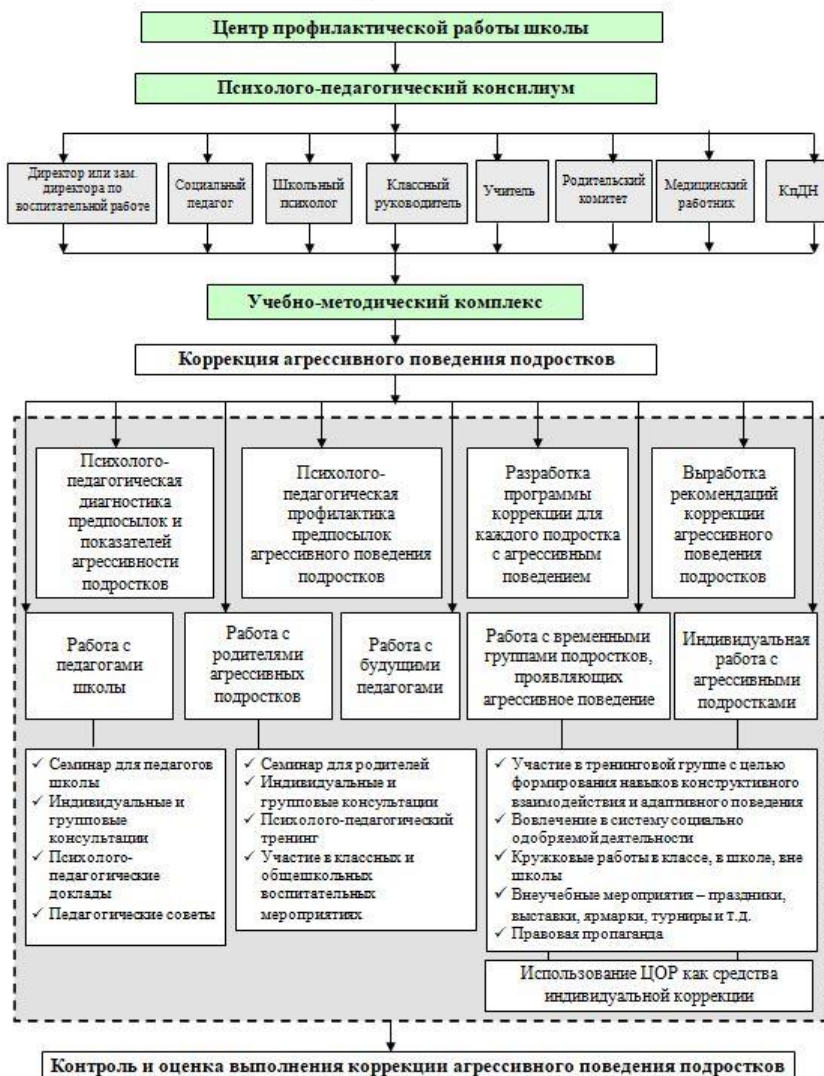 Центр профилактической работы школы
Психолого-педагогический консилиум
Директор или зам.
директора по
воспитательной работе
Социальный
педагог
Школьный
психолог
Классный
руководитель
Учитель
Родительский
комитет
Медицинский
работник
КпДН
Учебно-методический комплекс
Коррекция агрессивного поведения подростков
Психолого-
педагогическая
диагностика
предпосылок и
показателей
агрессивности
подростков
Психолого-
педагогическая
профилактика
предпосылок
агрессивного поведения
подростков
Разработка
программы
коррекции для
каждого подростка
с агрессивным
поведением
Выработка
рекомендаций
коррекции
агрессивного
поведения
подростков
Работа с
педагогами
школы
Работа с
родителями
агрессивных
подростков
Работа с
будущими
педагогами
Работа с временными
группами подростков,
проявляющих
агрессивное поведение
Индивидуальная
работа с
агрессивными
подростками
✓ Семинар для педагогов
школы
✓ Индивидуальные и
групповые
консультации
✓ Психолого-
педагогические
доклады
✓ Педагогические советы
✓ Семинар для родителей
✓ Индивидуальные и
групповые консультации
✓ Психолого-педагогический
тренинг
✓ Участие в классных и
общешкольных
воспитательных
мероприятиях
✓ Участие в тренинговой группе с целью
формирования навыков конструктивного
взаимодействия и адаптивного поведения
✓ Вовлечение в систему социально
одобряемой деятельности
✓ Кружковые работы в классе, в школе, вне
школы
✓ Внеучебные мероприятия – праздники,
выставки, ярмарки, турниры и т.д.
✓ Правовая пропаганда
Использование ЦОР как средства
индивидуальной коррекции
Контроль и оценка выполнения коррекции агрессивного поведения подростков